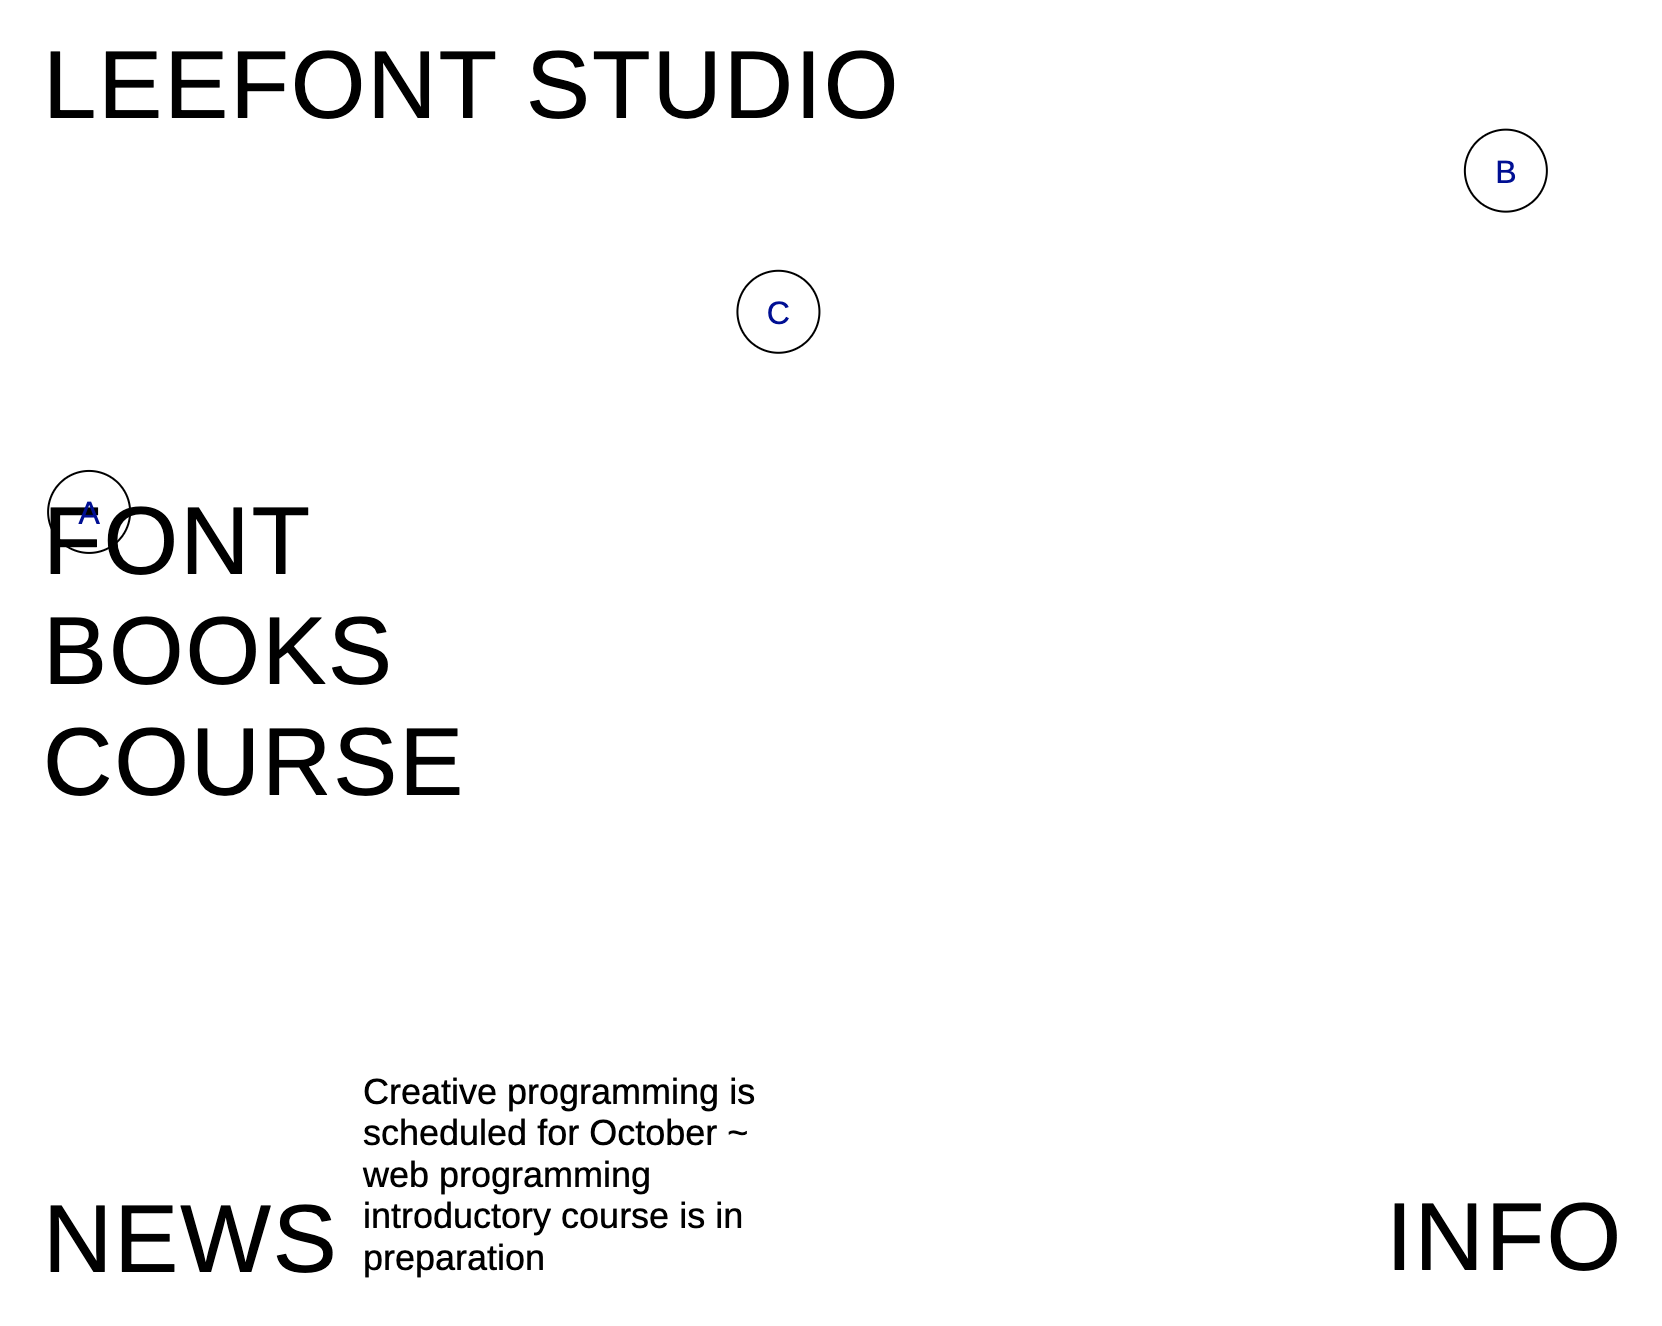 LEEFONT STUDIO
B
C
A
FONT
BOOKS
COURSE
Creative programming is
scheduled for October ~
web programming
introductory course is in
preparation
NEWS
INFO